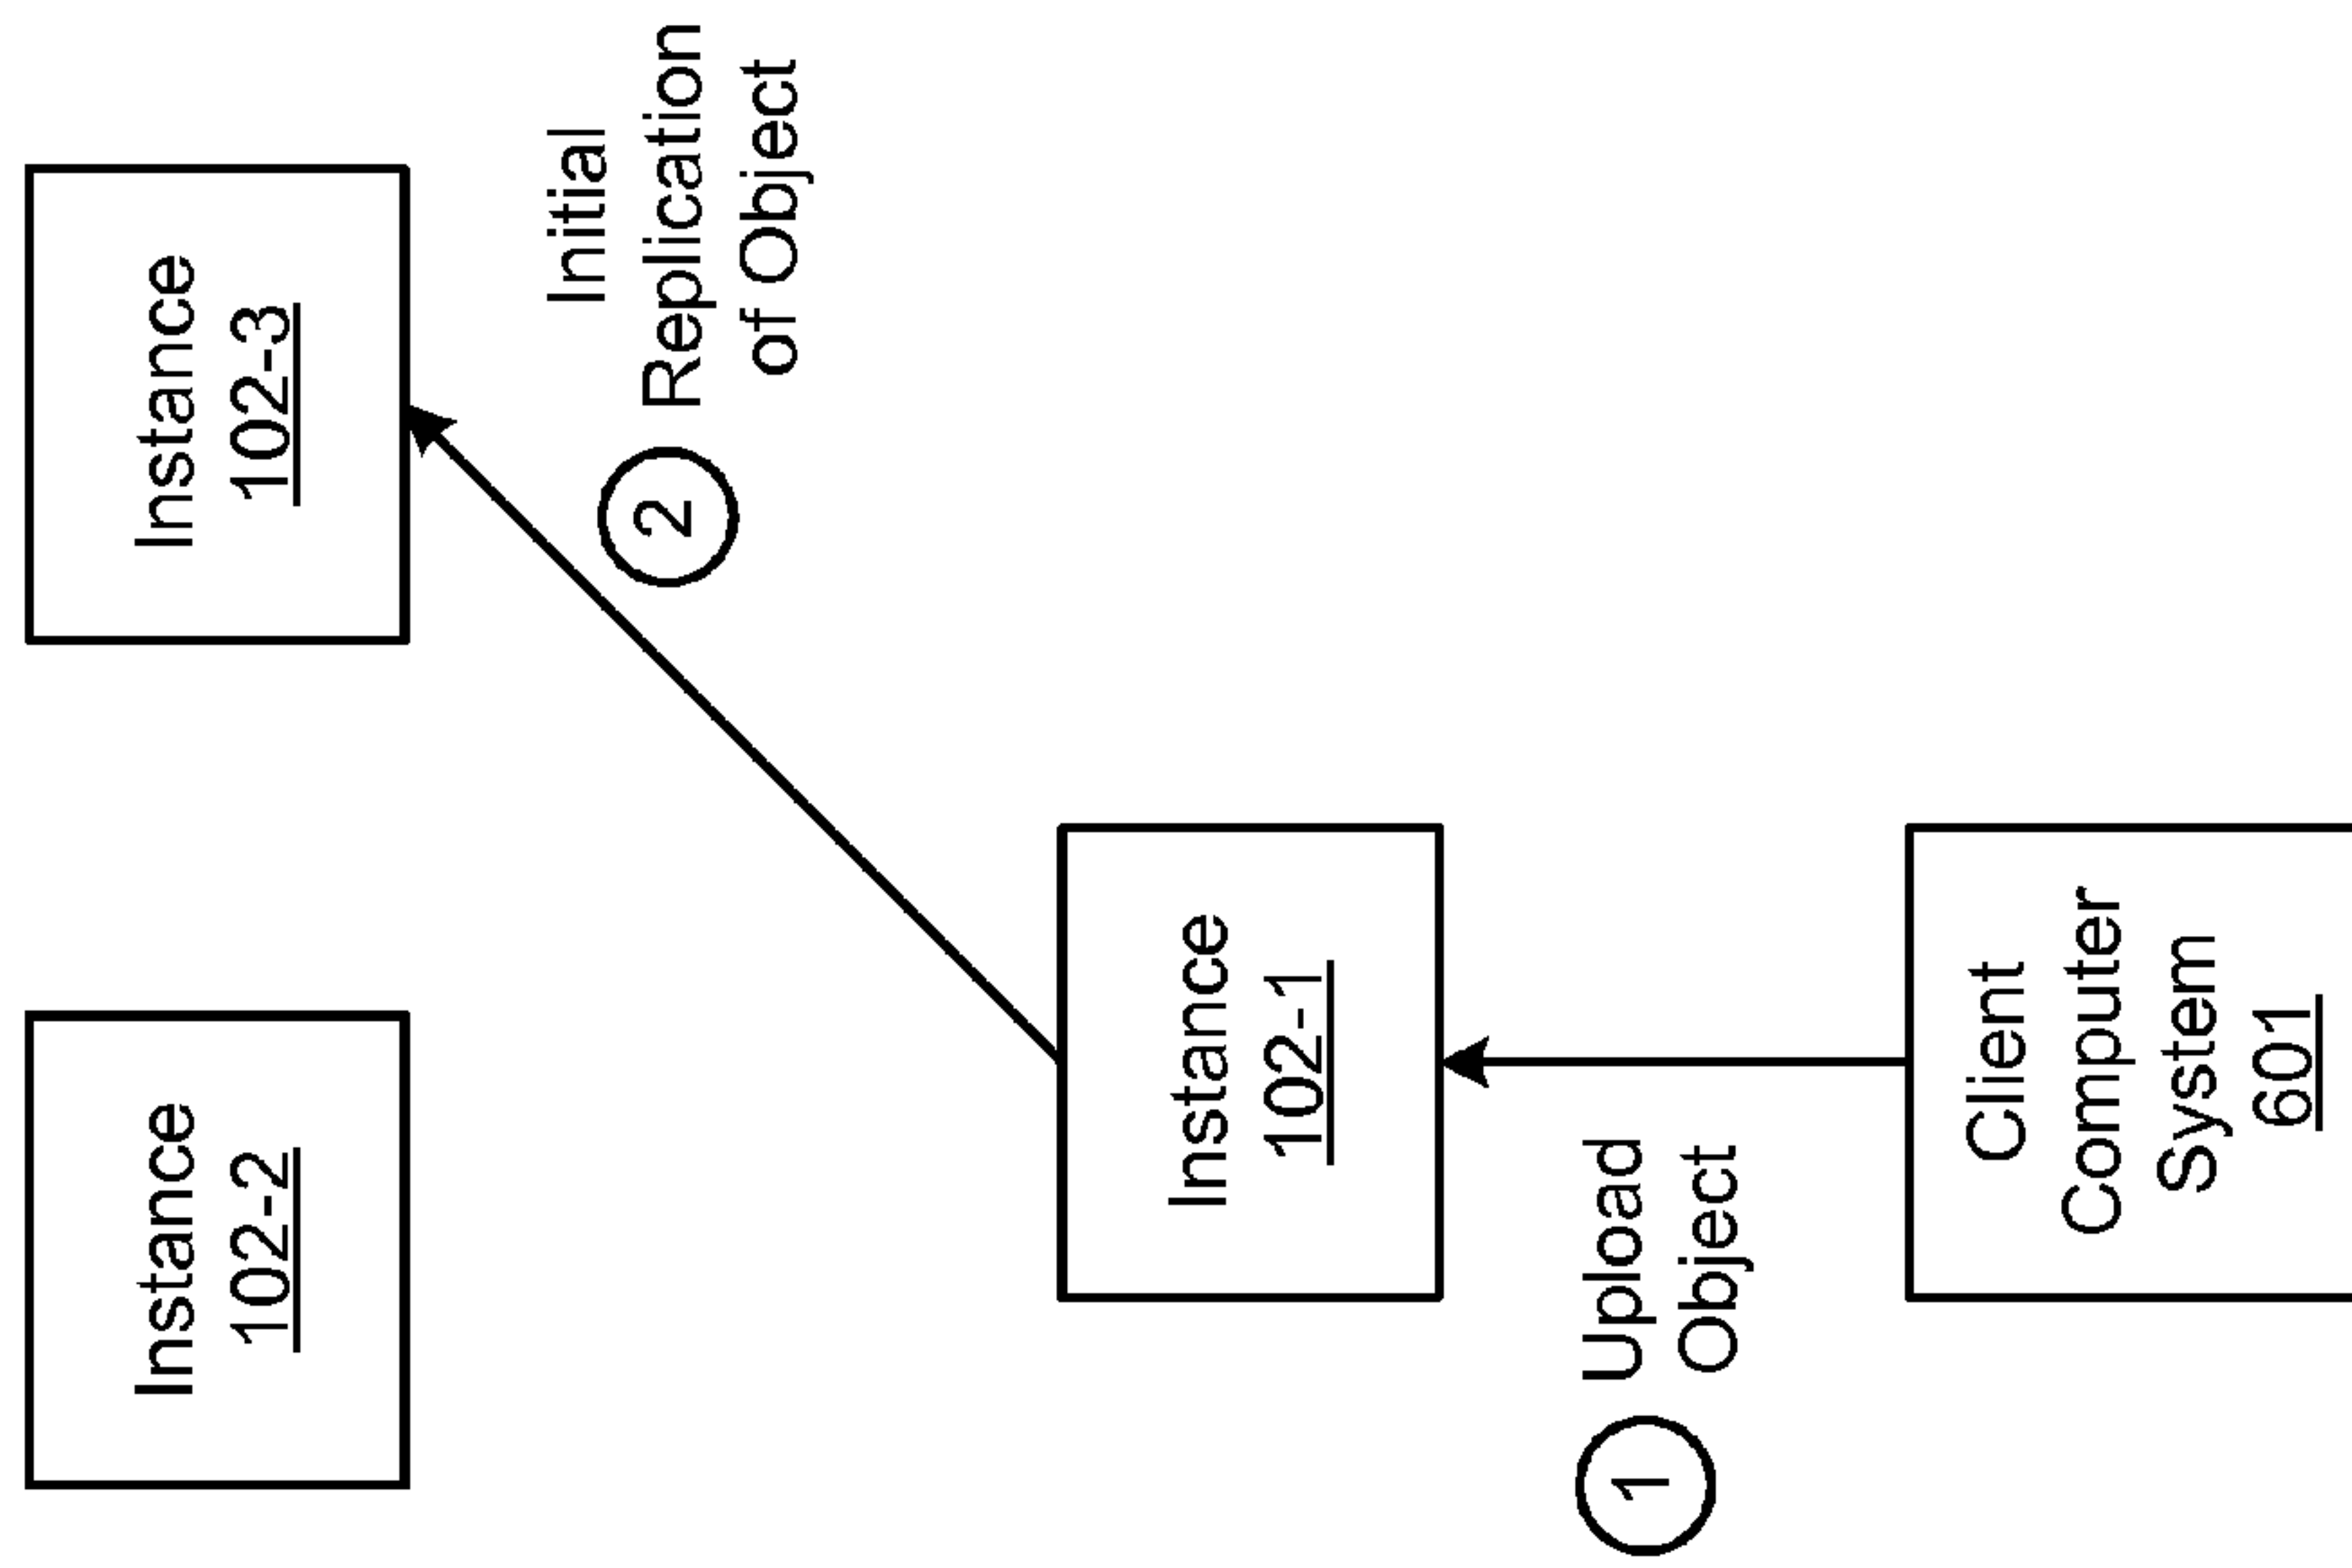 Instance
102-2
Instance
102-3
2
Initial
Replication
of Object
Instance
102-1
1
Upload
Object
Client
Computer
System
601